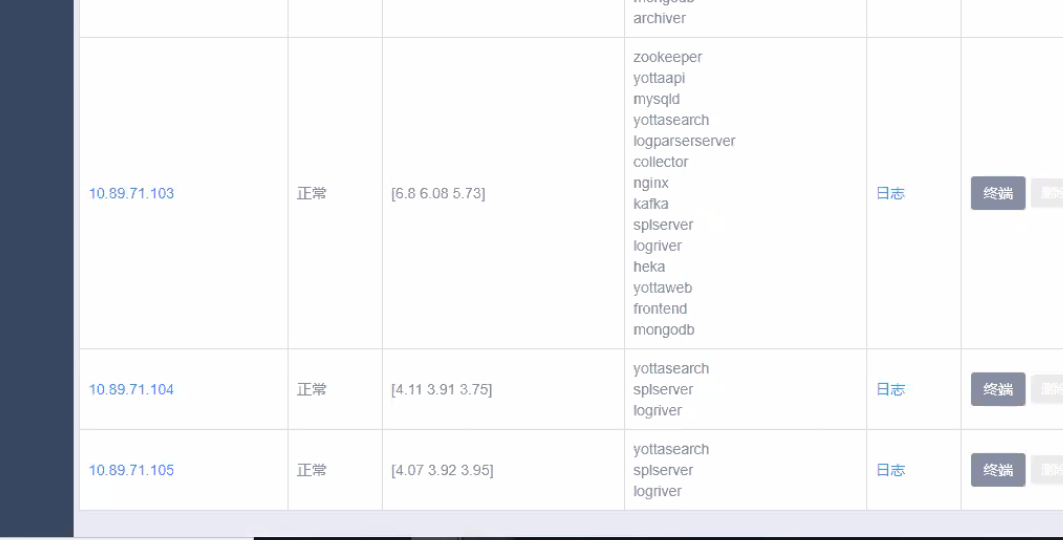 mongodb
archiver
10.89.71.103
正常
[6.8 6.08 5.73]
zookeeper
yottaapi
mysqld
yottasearch
logparserserver
collector
nginx
kafka
splserver
logriver
heka
yottaweb
frontend
mongodb
日志
终端
10.89.71.104
正常
[4.11 3.91 3.75]
yottasearch
splserver
logriver
日志
终端
10.89.71.105
正常
[4.07 3.92 3.95]
yottasearch
splserver
logriver
日志
终端